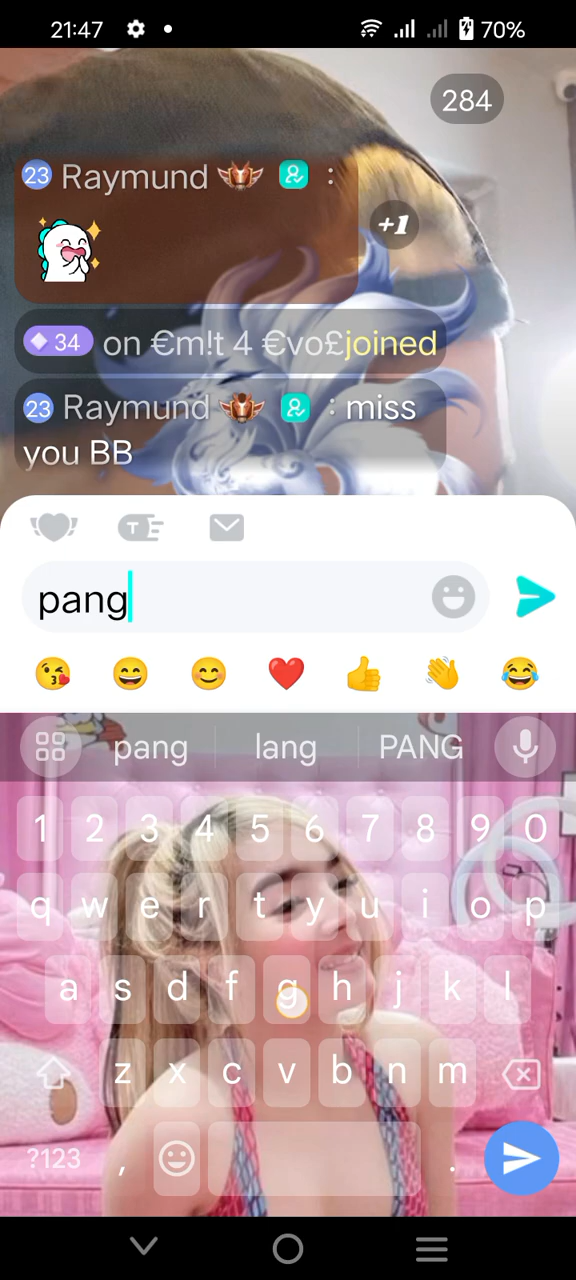 21:47 70%
284
23 Raymund :
+1
34 on €m!t 4 €vo£joined
23 Raymund : miss
you BB
T
pang
pang lang PANG
1 2 3 4 5 6 7 8 9 0
q w e r t y u i o p
a s d f g h j k l
z x c v b n m
?123 , .